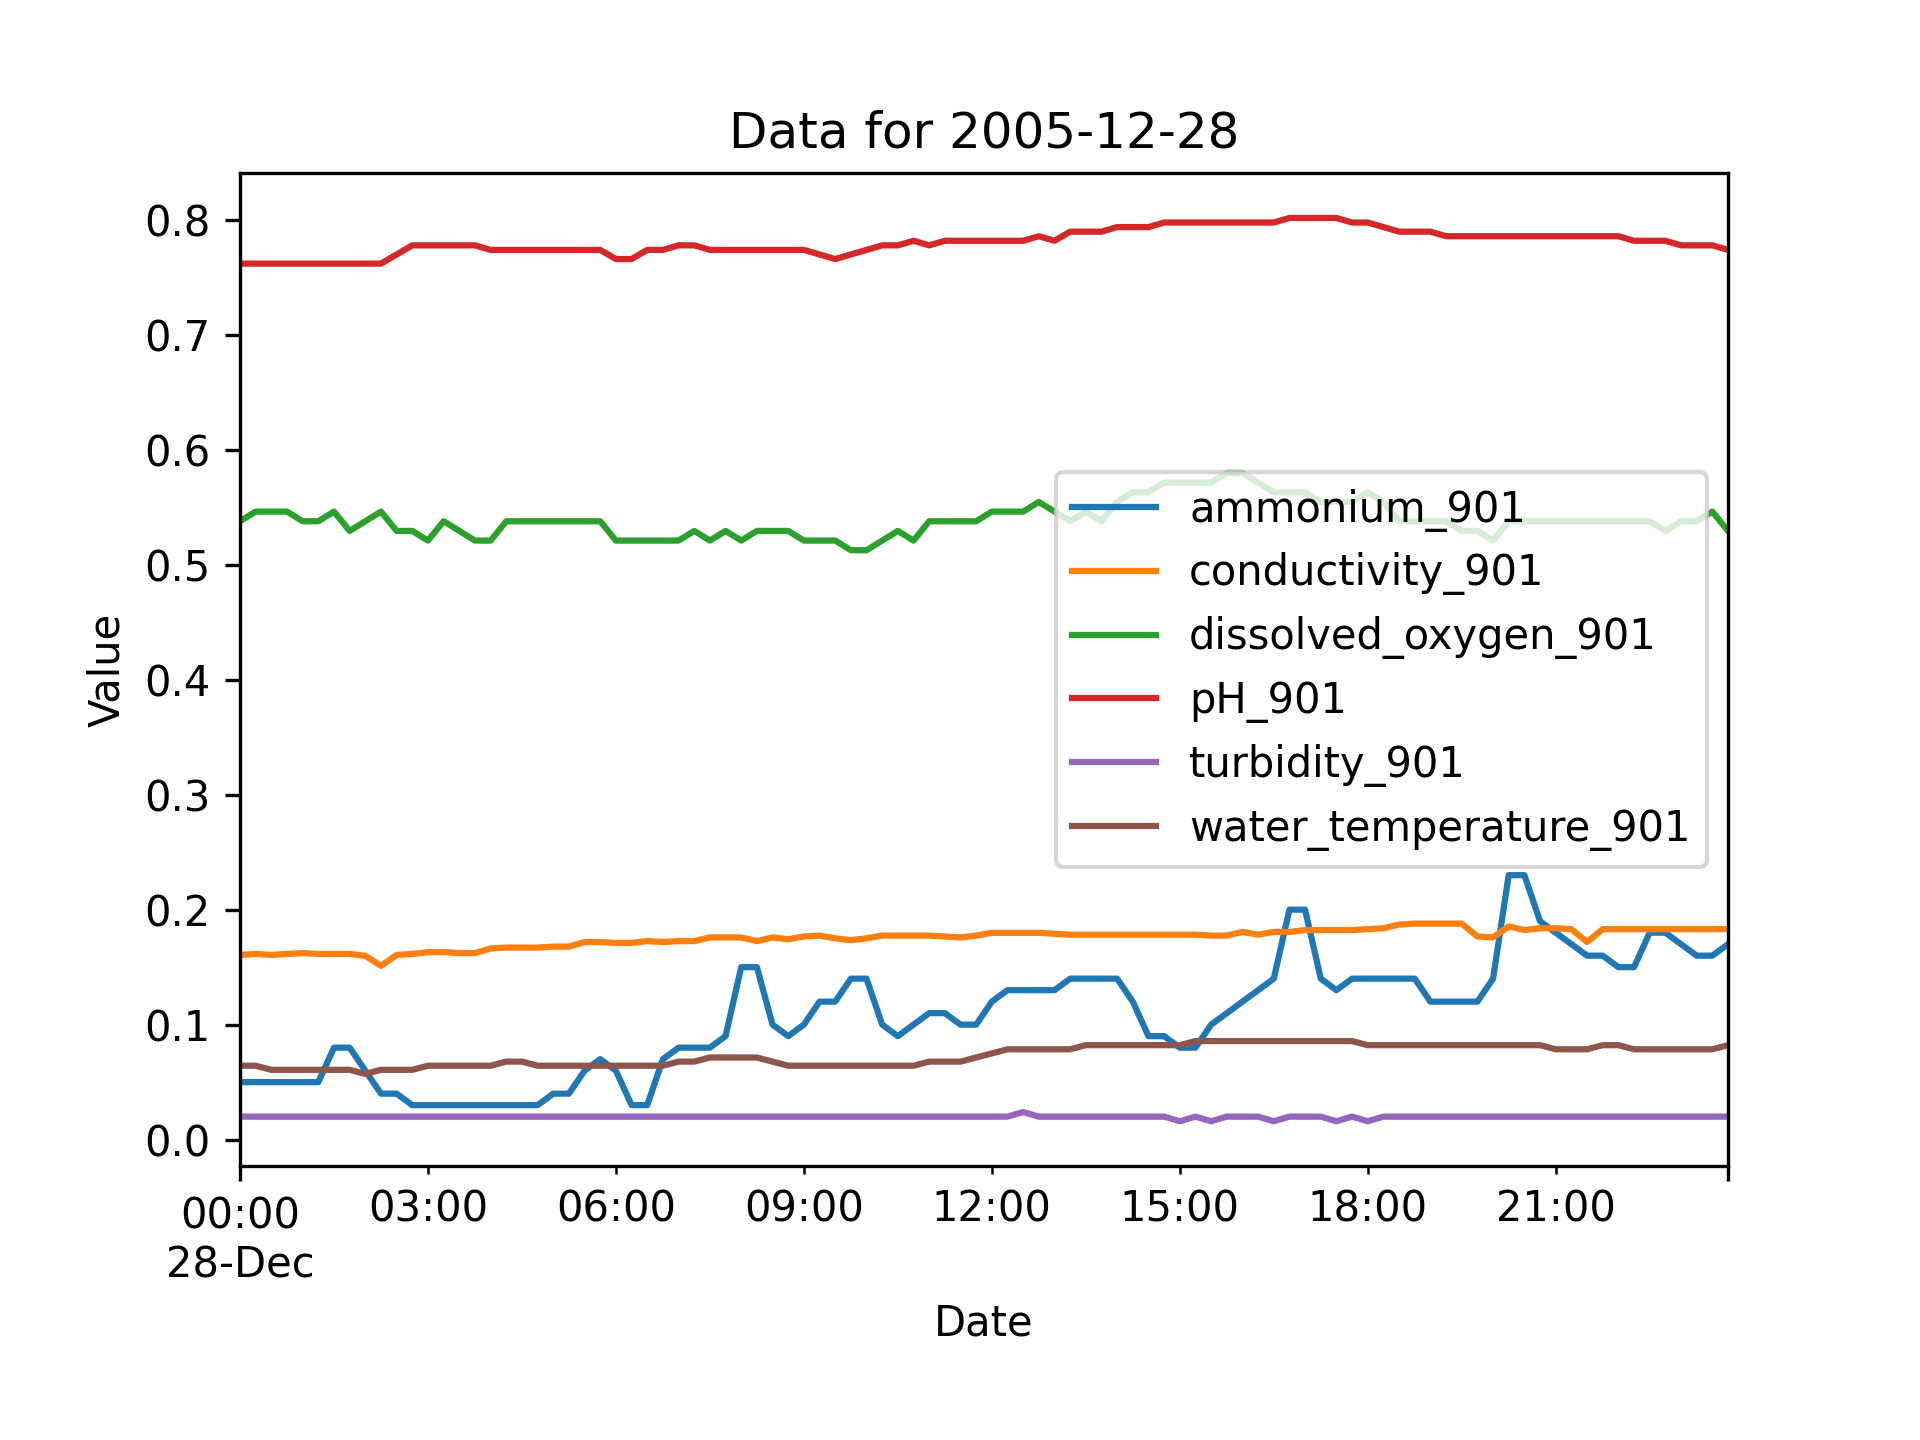 Data for 2005-12-28
0.8
0.7
0.6
0.5
0.4
0.3
0.2
0.1
0.0
Value
ammonium_901
conductivity_901
dissolved_oxygen_901
pH_901
turbidity_901
water_temperature_901
00:00 03:00 06:00 09:00 12:00 15:00 18:00 21:00
28-Dec
Date